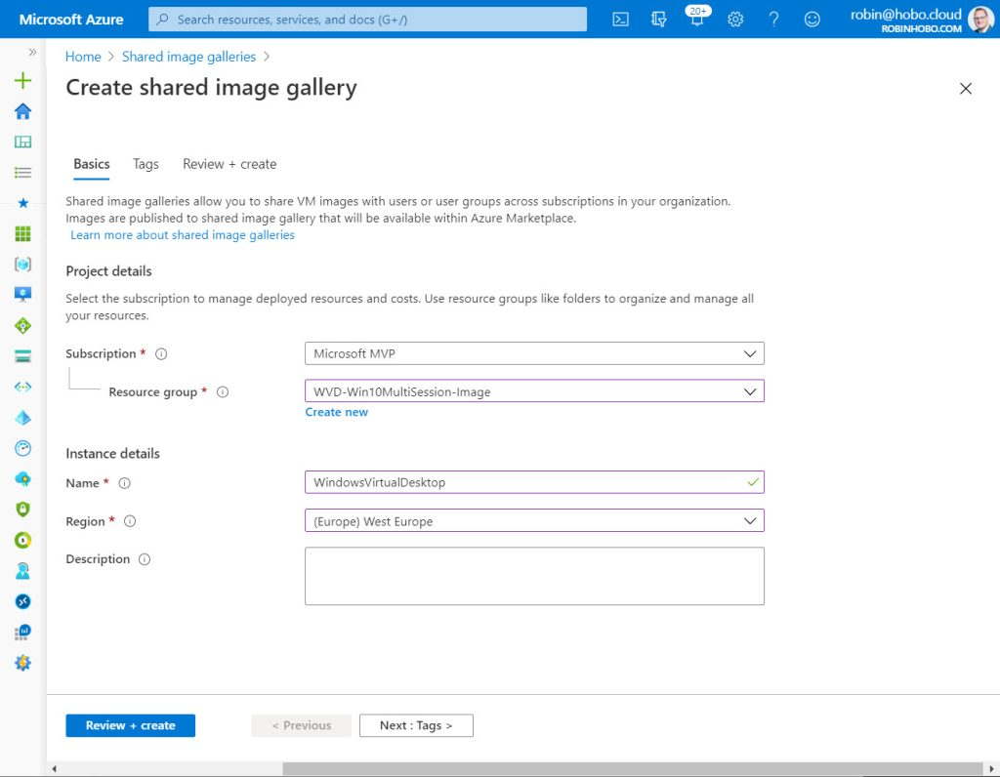 Microsoft Azure
Search resources, services, and docs (G+/)
20+
robin@hobo.cloud
ROBINHOBO.COM
Home > Shared image galleries >
Create shared image gallery
Basics Tags Review + create
Shared image galleries allow you to share VM images with users or user groups across subscriptions in your organization.
Images are published to shared image gallery that will be available within Azure Marketplace.
Learn more about shared image galleries
Project details
Select the subscription to manage deployed resources and costs. Use resource groups like folders to organize and manage all
your resources.
Subscription * Microsoft MVP
Resource group * WVD-Win10MultiSession-Image
Create new
Instance details
Name * WindowsVirtualDesktop
Region * (Europe) West Europe
Description
Review + create < Previous Next : Tags >